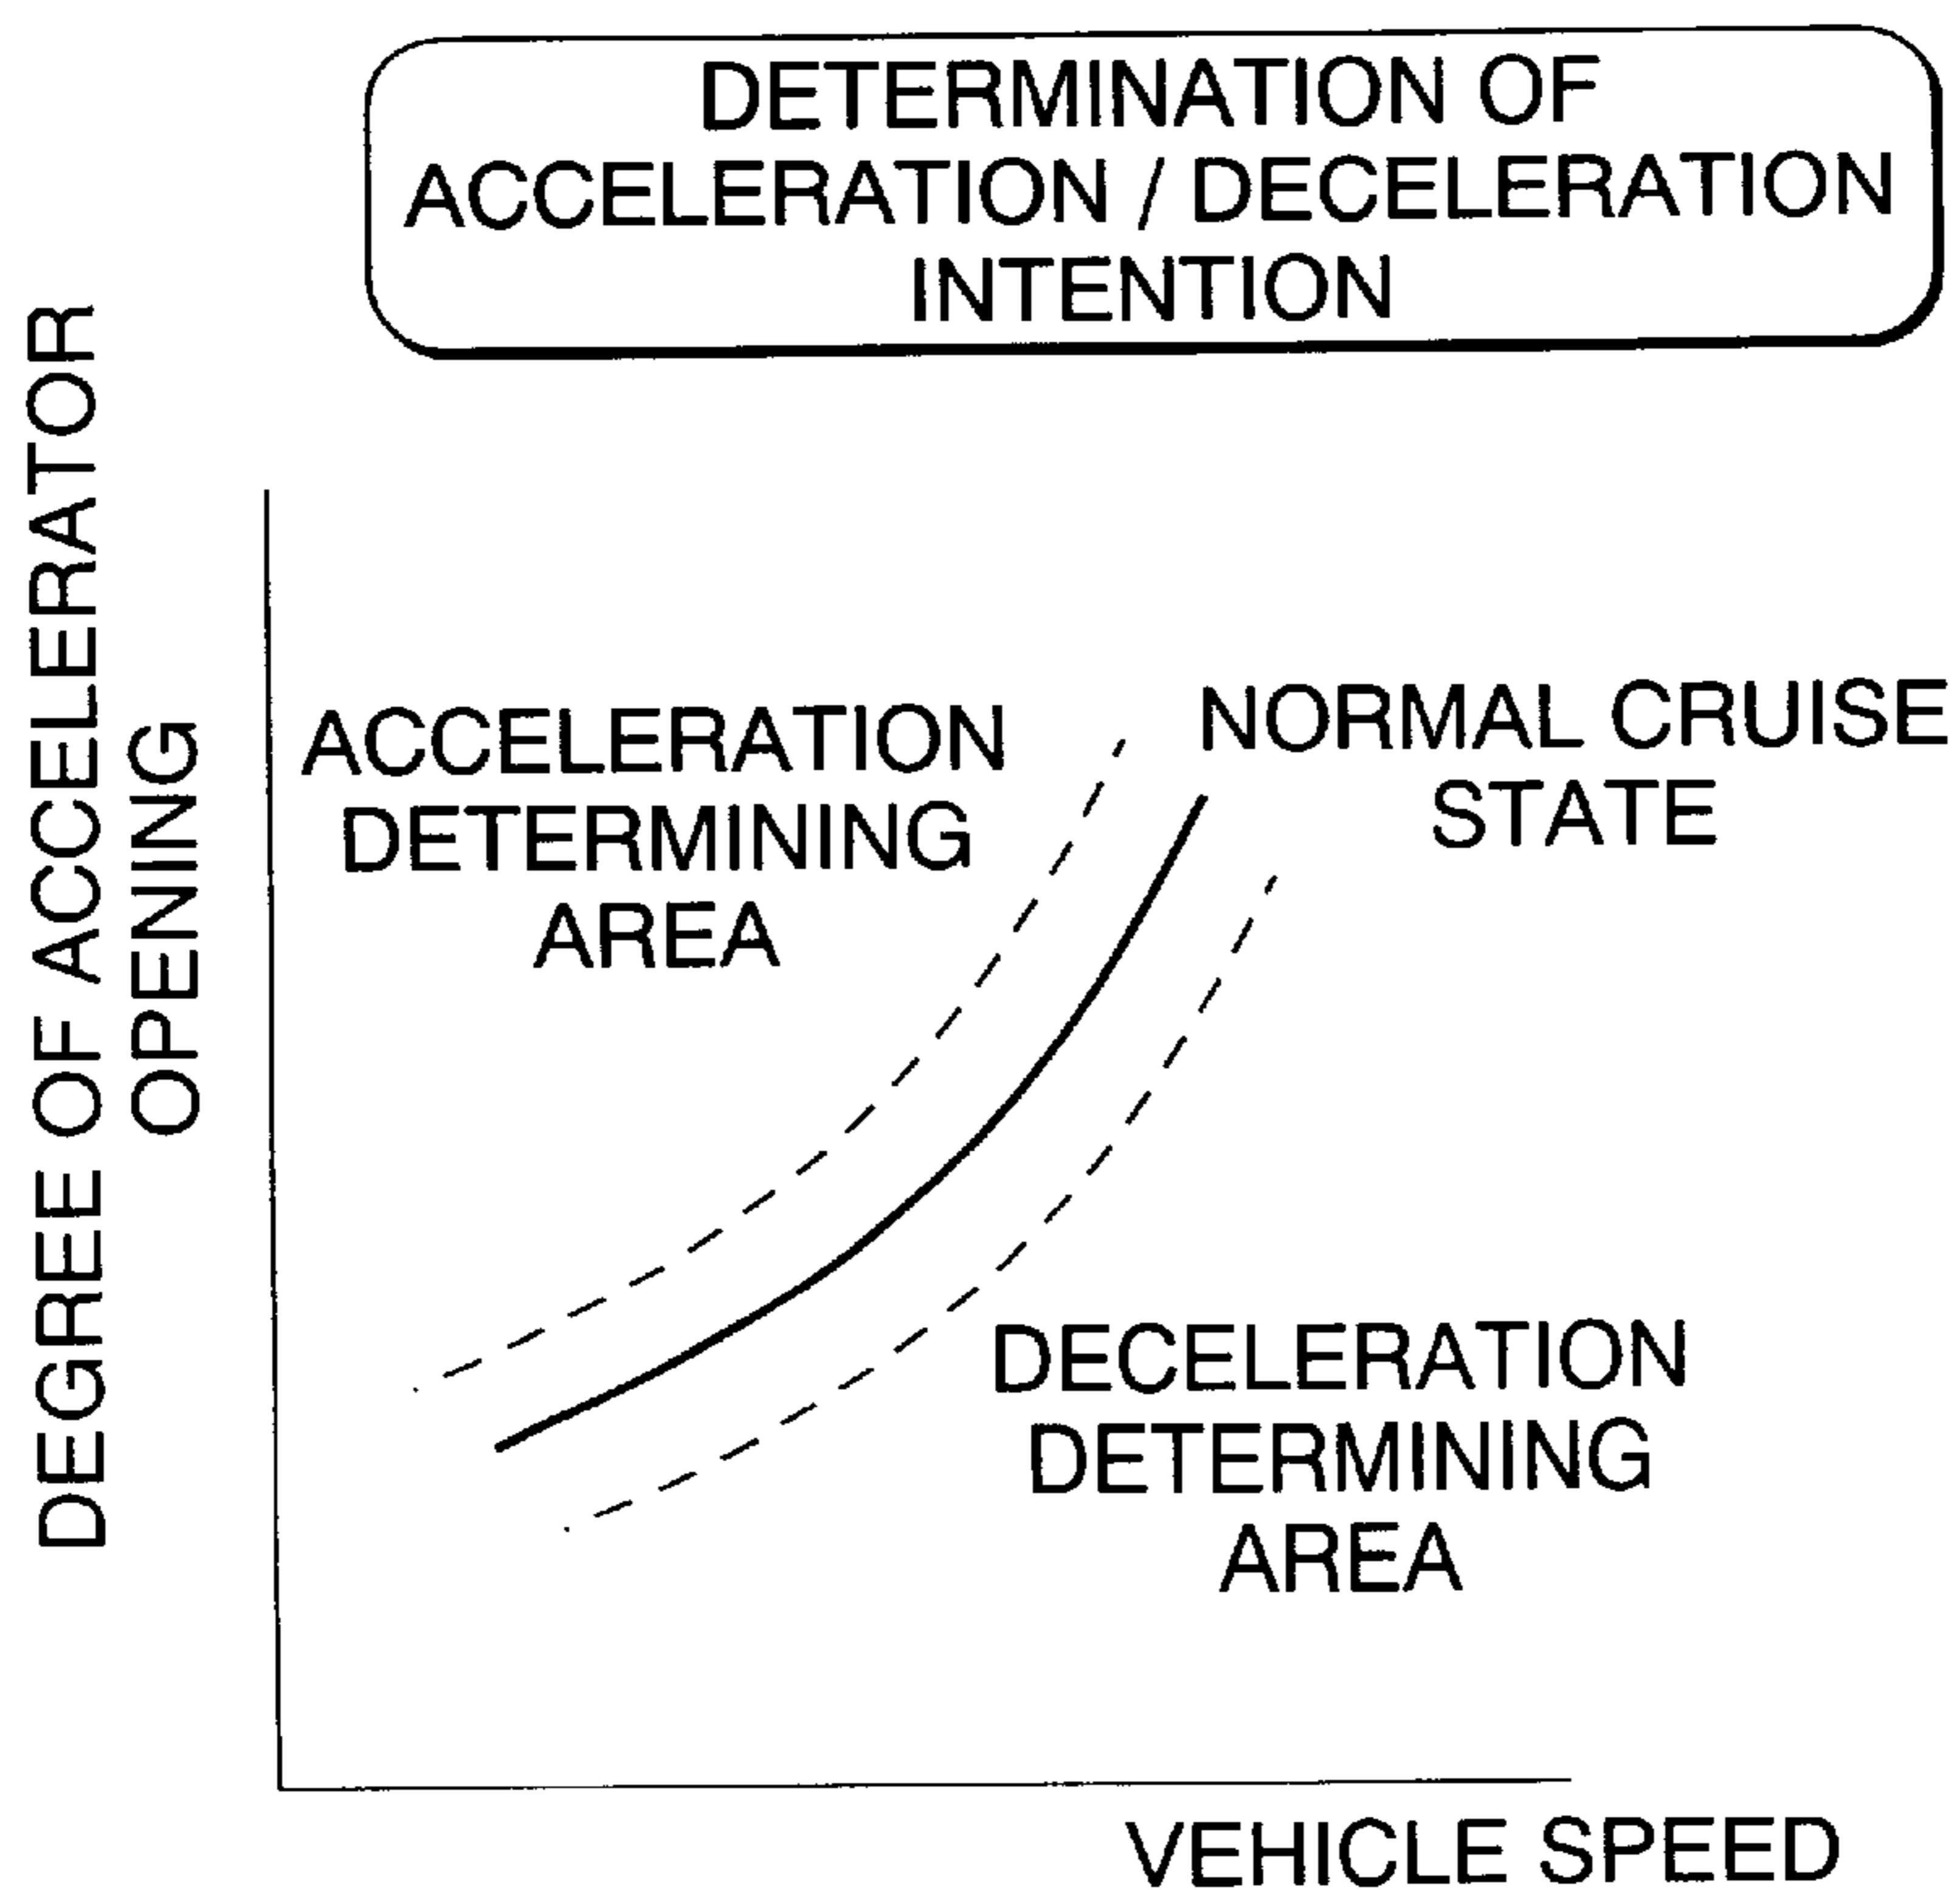 DETERMINATION OF
ACCELERATION / DECELERATION
INTENTION
DEGREE OF ACCELERATOR
OPENING
ACCELERATION
DETERMINING
AREA
NORMAL CRUISE
STATE
DECELERATION
DETERMINING
AREA
VEHICLE SPEED